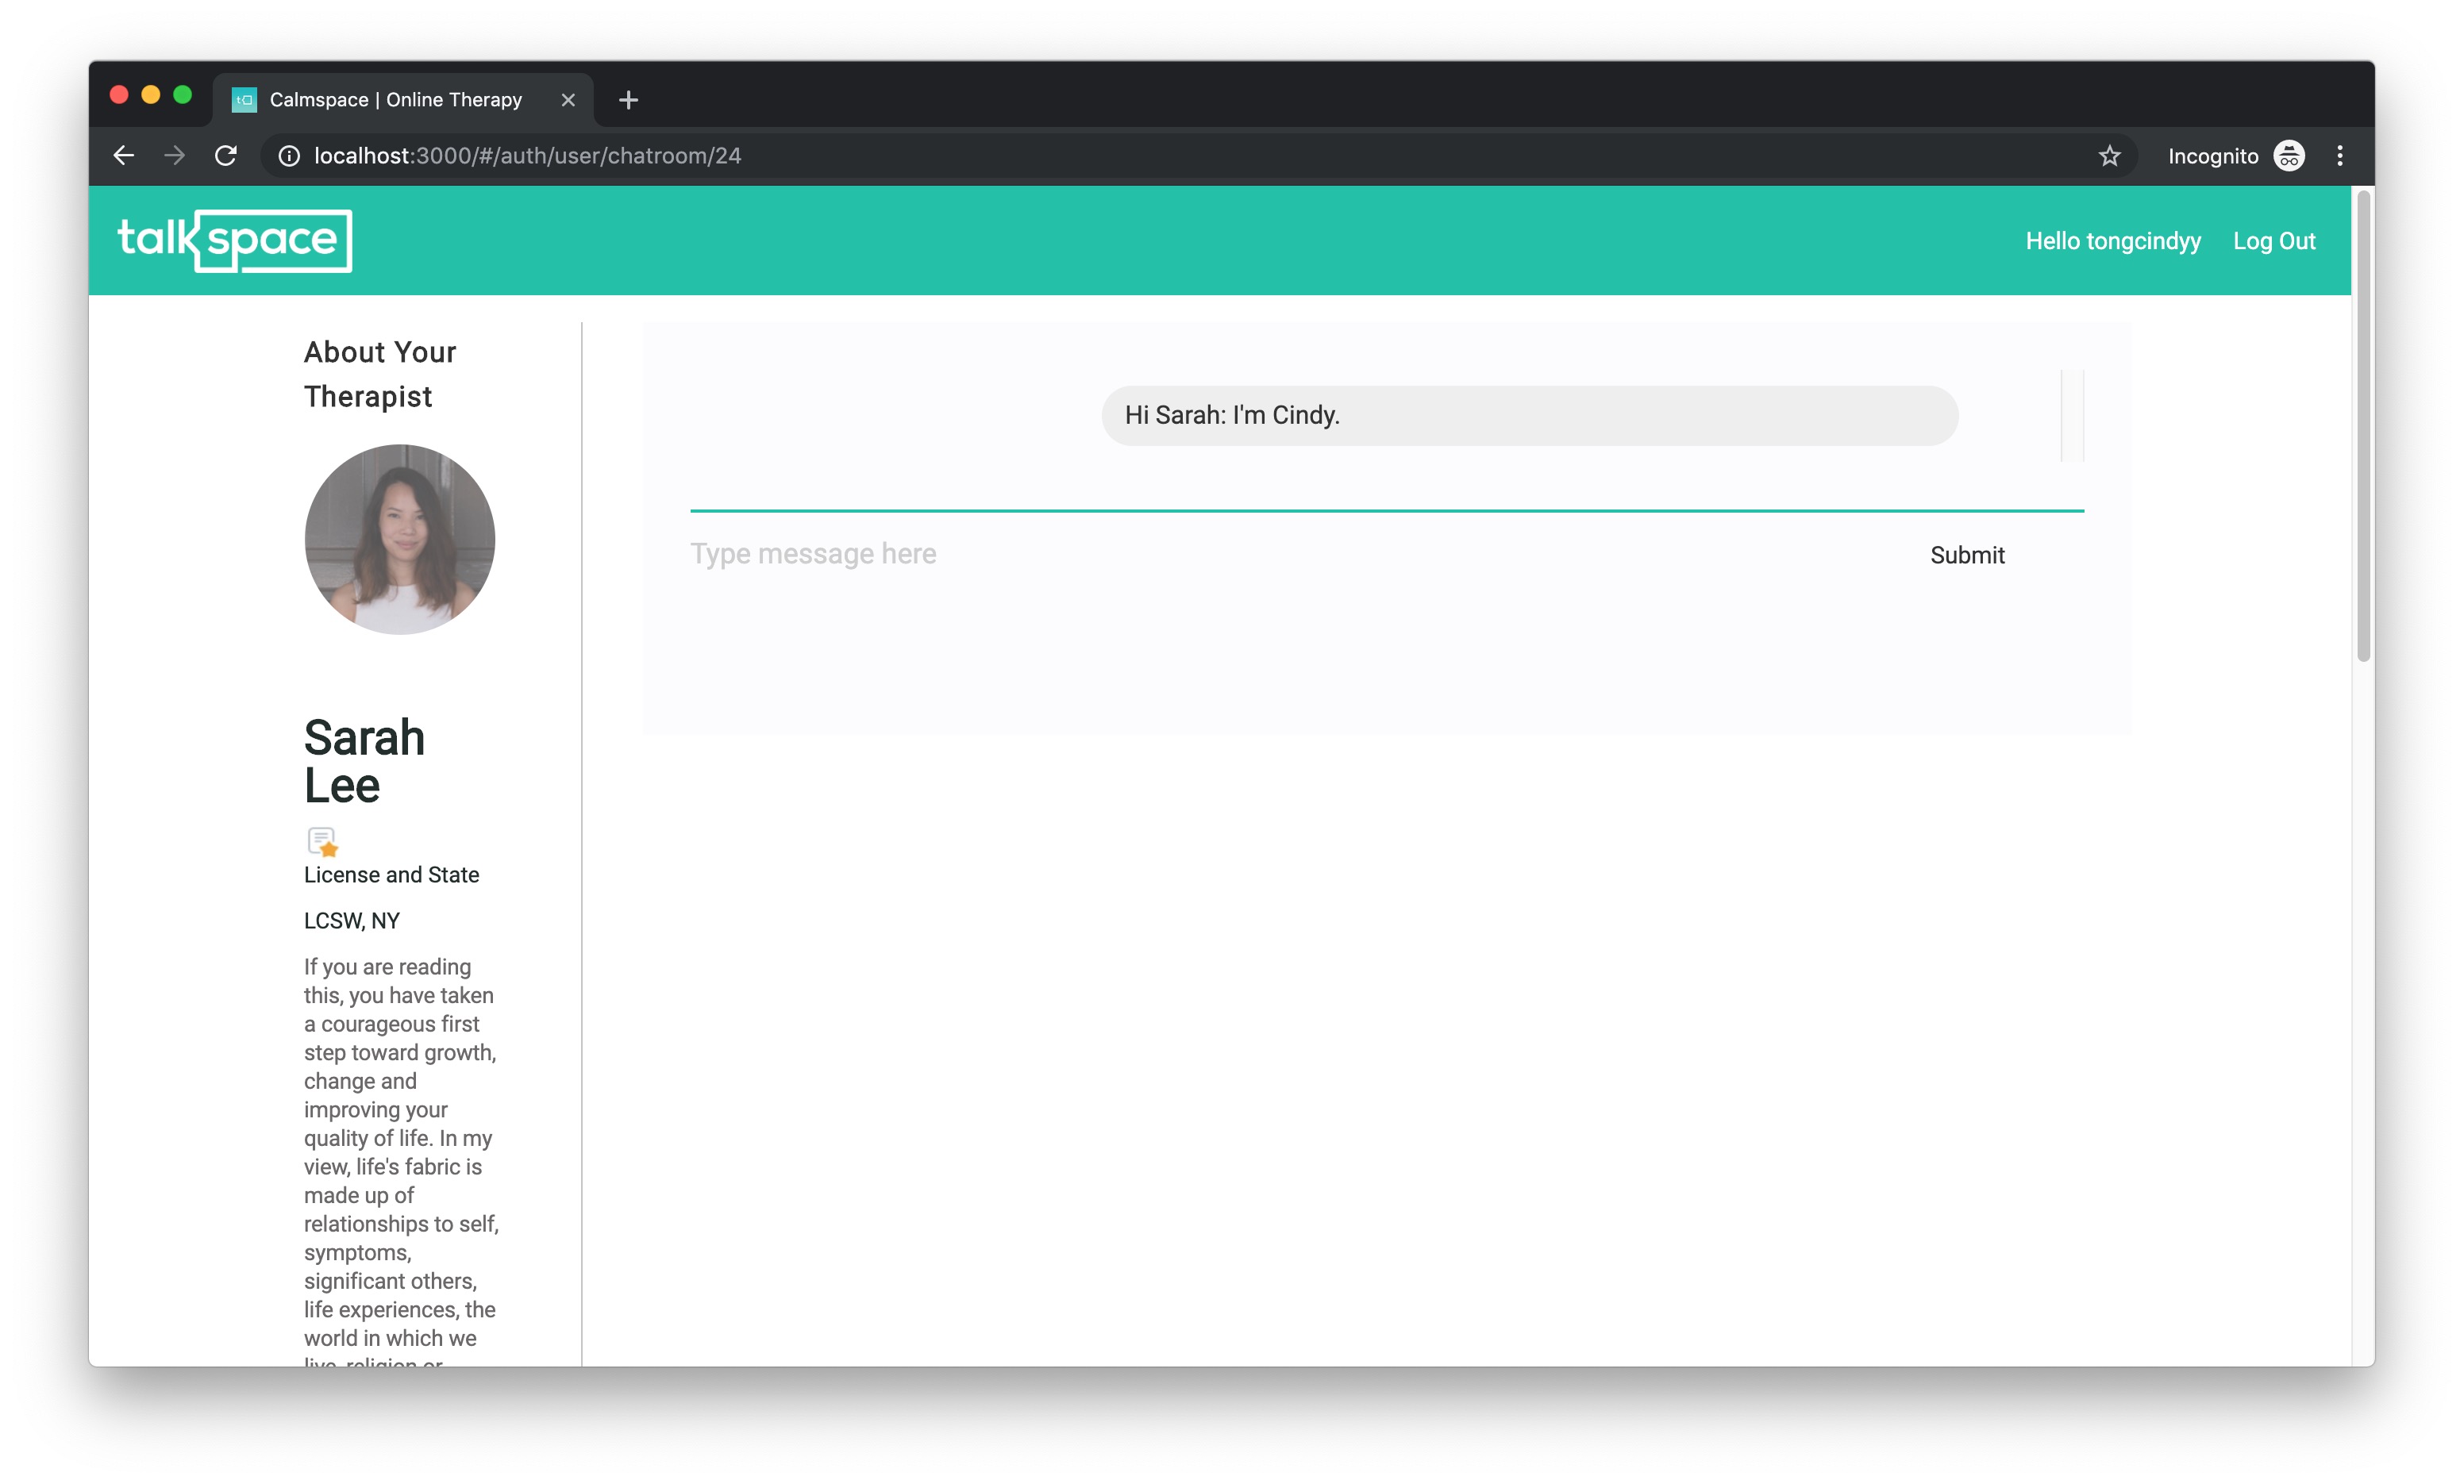 Calmspace | Online Therapy
localhost:3000/#/auth/user/chatroom/24
Incognito
talkspace
Hello tongcindyy
Log Out
About Your
Therapist
Sarah
Lee
License and State
LCSW, NY
If you are reading
this, you have taken
a courageous first
step toward growth,
change and
improving your
quality of life. In my
view, life's fabric is
made up of
relationships to self,
symptoms,
significant others,
life experiences, the
world in which we
live, religion or
Hi Sarah: I'm Cindy.
Type message here
Submit